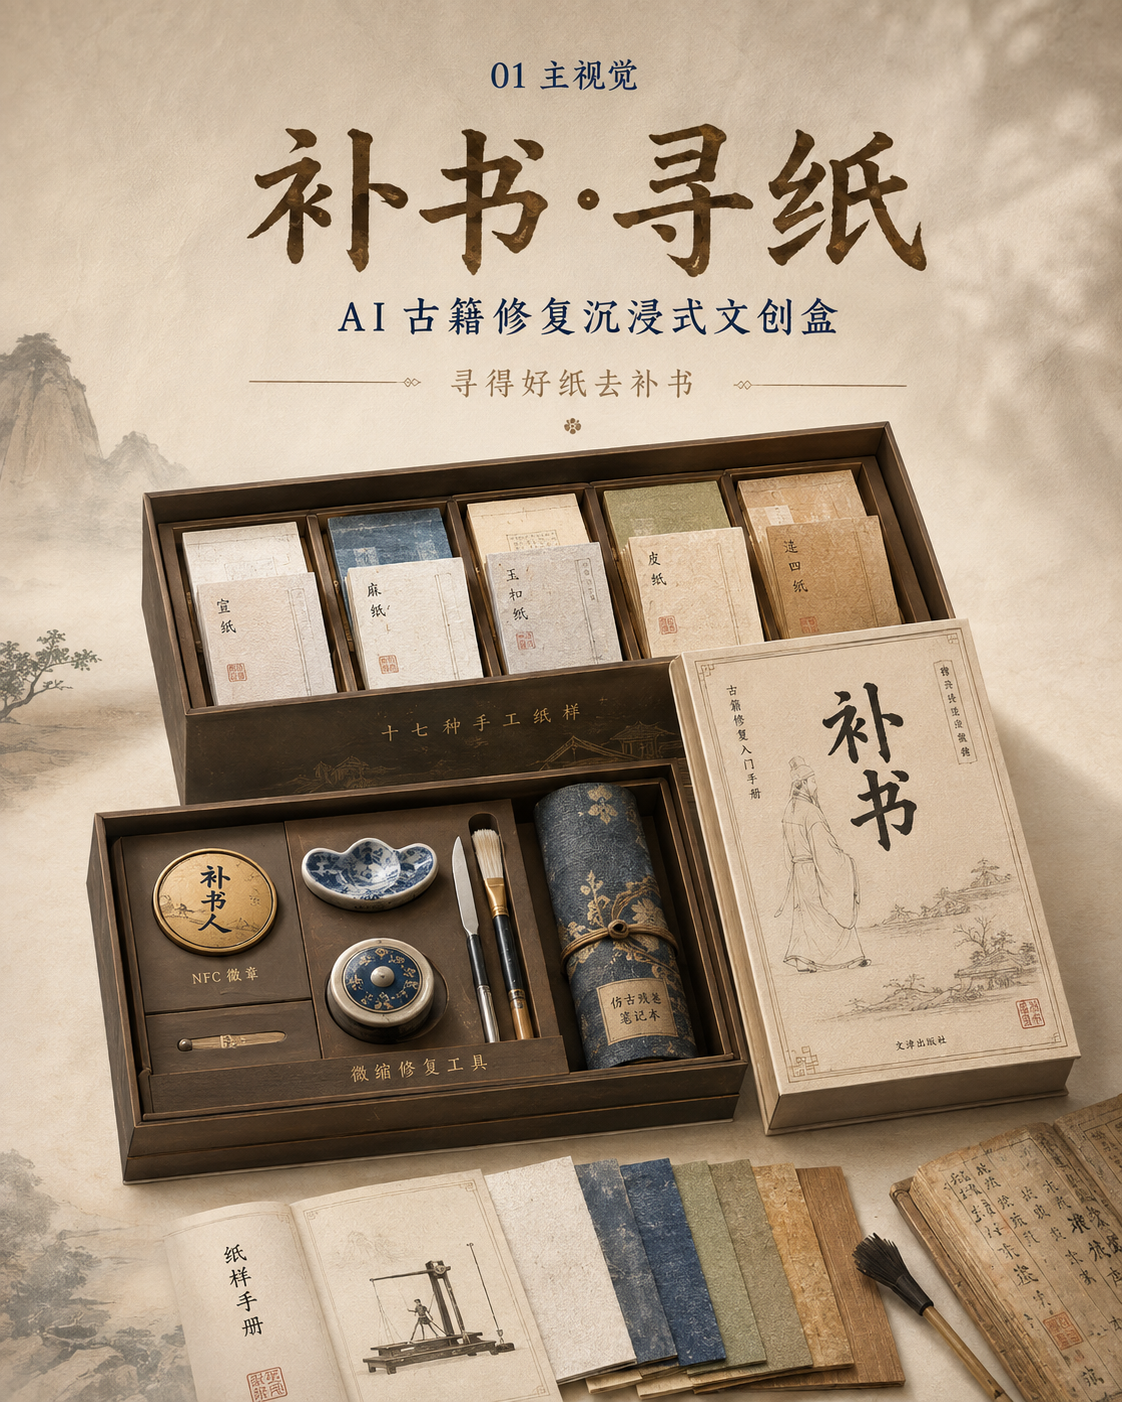 01 主视觉
补书·寻纸
AI 古籍修复沉浸式文创盒
寻得好纸去补书
宣纸
麻纸
玉扣纸
皮纸
连四纸
十七种手工纸样
古籍修复入门手册
补书
文津出版社
补书人
NFC 徽章
微缩修复工具
仿古残卷
笔记本
纸样手册